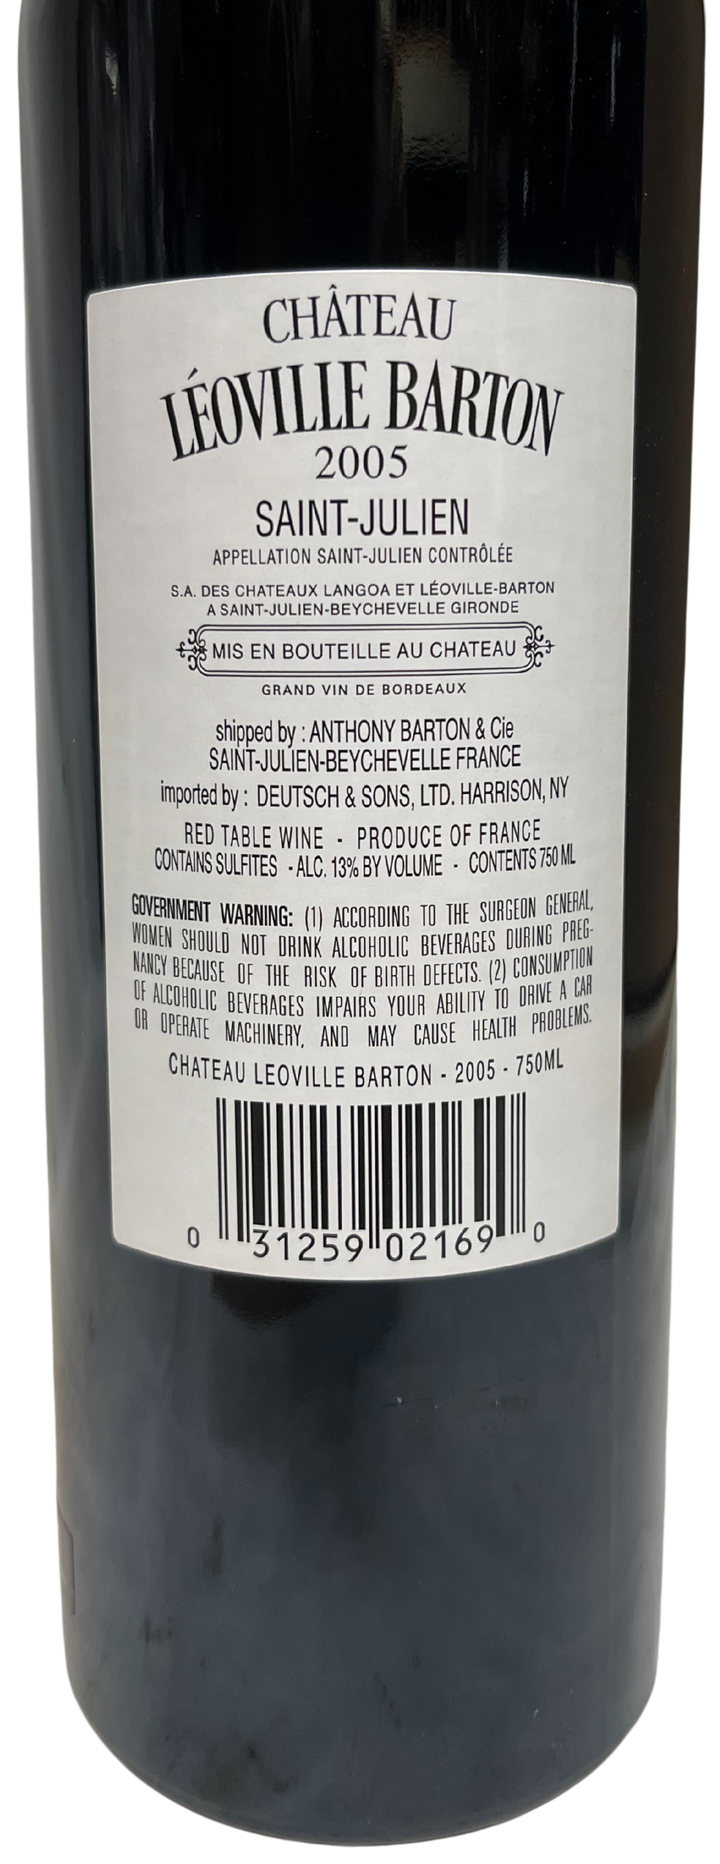 CHÂTEAU
LÉOVILLE BARTON
2005
SAINT-JULIEN
APPELLATION SAINT-JULIEN CONTRÔLÉE
S.A. DES CHATEAUX LANGOA ET LÉOVILLE-BARTON
A SAINT-JULIEN-BEYCHEVELLE GIRONDE
MIS EN BOUTEILLE AU CHATEAU
GRAND VIN DE BORDEAUX
shipped by : ANTHONY BARTON & Cie
SAINT-JULIEN-BEYCHEVELLE FRANCE
imported by : DEUTSCH & SONS, LTD. HARRISON, NY
RED TABLE WINE - PRODUCE OF FRANCE
CONTAINS SULFITES - ALC. 13% BY VOLUME - CONTENTS 750 ML
GOVERNMENT WARNING: (1) ACCORDING TO THE SURGEON GENERAL,
WOMEN SHOULD NOT DRINK ALCOHOLIC BEVERAGES DURING PREG-
NANCY BECAUSE OF THE RISK OF BIRTH DEFECTS. (2) CONSUMPTION
OF ALCOHOLIC BEVERAGES IMPAIRS YOUR ABILITY TO DRIVE A CAR
OR OPERATE MACHINERY, AND MAY CAUSE HEALTH PROBLEMS.
CHATEAU LEOVILLE BARTON - 2005 - 750ML
0 31259 02169 0